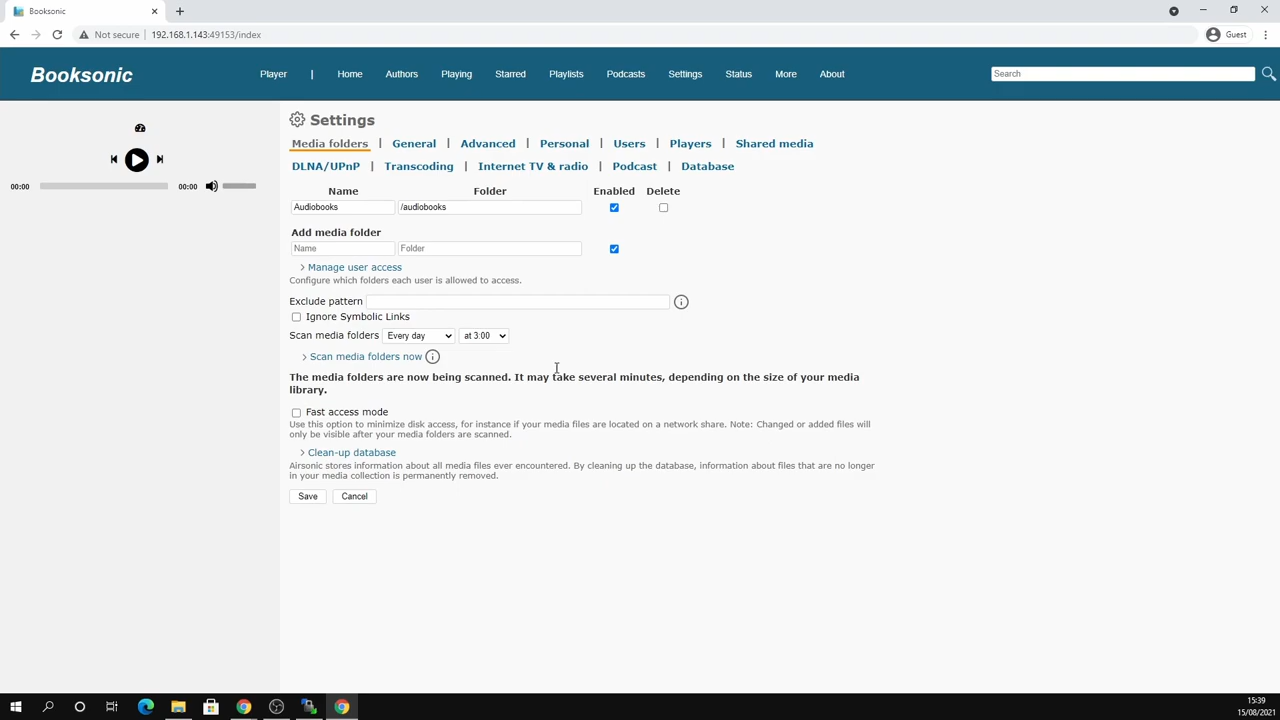 Booksonic
Not secure | 192.168.1.143:49153/index
Guest
Booksonic
Player | Home Authors Playing Starred Playlists Podcasts Settings Status More About
Search
Settings
Media folders | General | Advanced | Personal | Users | Players | Shared media
DLNA/UPnP | Transcoding | Internet TV & radio | Podcast | Database
00:00 00:00
Name Folder Enabled Delete
Audiobooks /audiobooks
Add media folder
Name Folder
Manage user access
Configure which folders each user is allowed to access.
Exclude pattern
Ignore Symbolic Links
Scan media folders Every day at 3:00
Scan media folders now
The media folders are now being scanned. It may take several minutes, depending on the size of your media
library.
Fast access mode
Use this option to minimize disk access, for instance if your media files are located on a network share. Note: Changed or added files will
only be visible after your media folders are scanned.
Clean-up database
Airsonic stores information about all media files ever encountered. By cleaning up the database, information about files that are no longer
in your media collection is permanently removed.
Save Cancel
15:39
15/08/2021